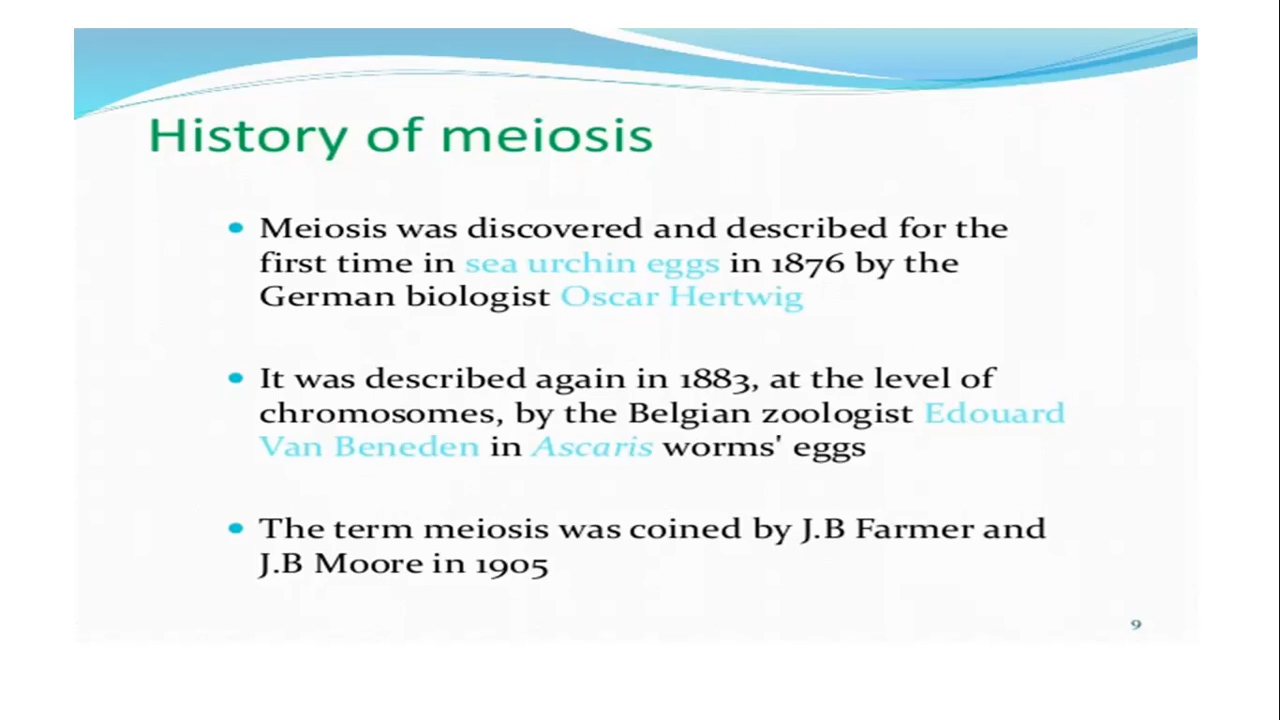 History of meiosis
• Meiosis was discovered and described for the
first time in sea urchin eggs in 1876 by the
German biologist Oscar Hertwig
• It was described again in 1883, at the level of
chromosomes, by the Belgian zoologist Edouard
Van Beneden in Ascaris worms' eggs
• The term meiosis was coined by J.B Farmer and
J.B Moore in 1905
9